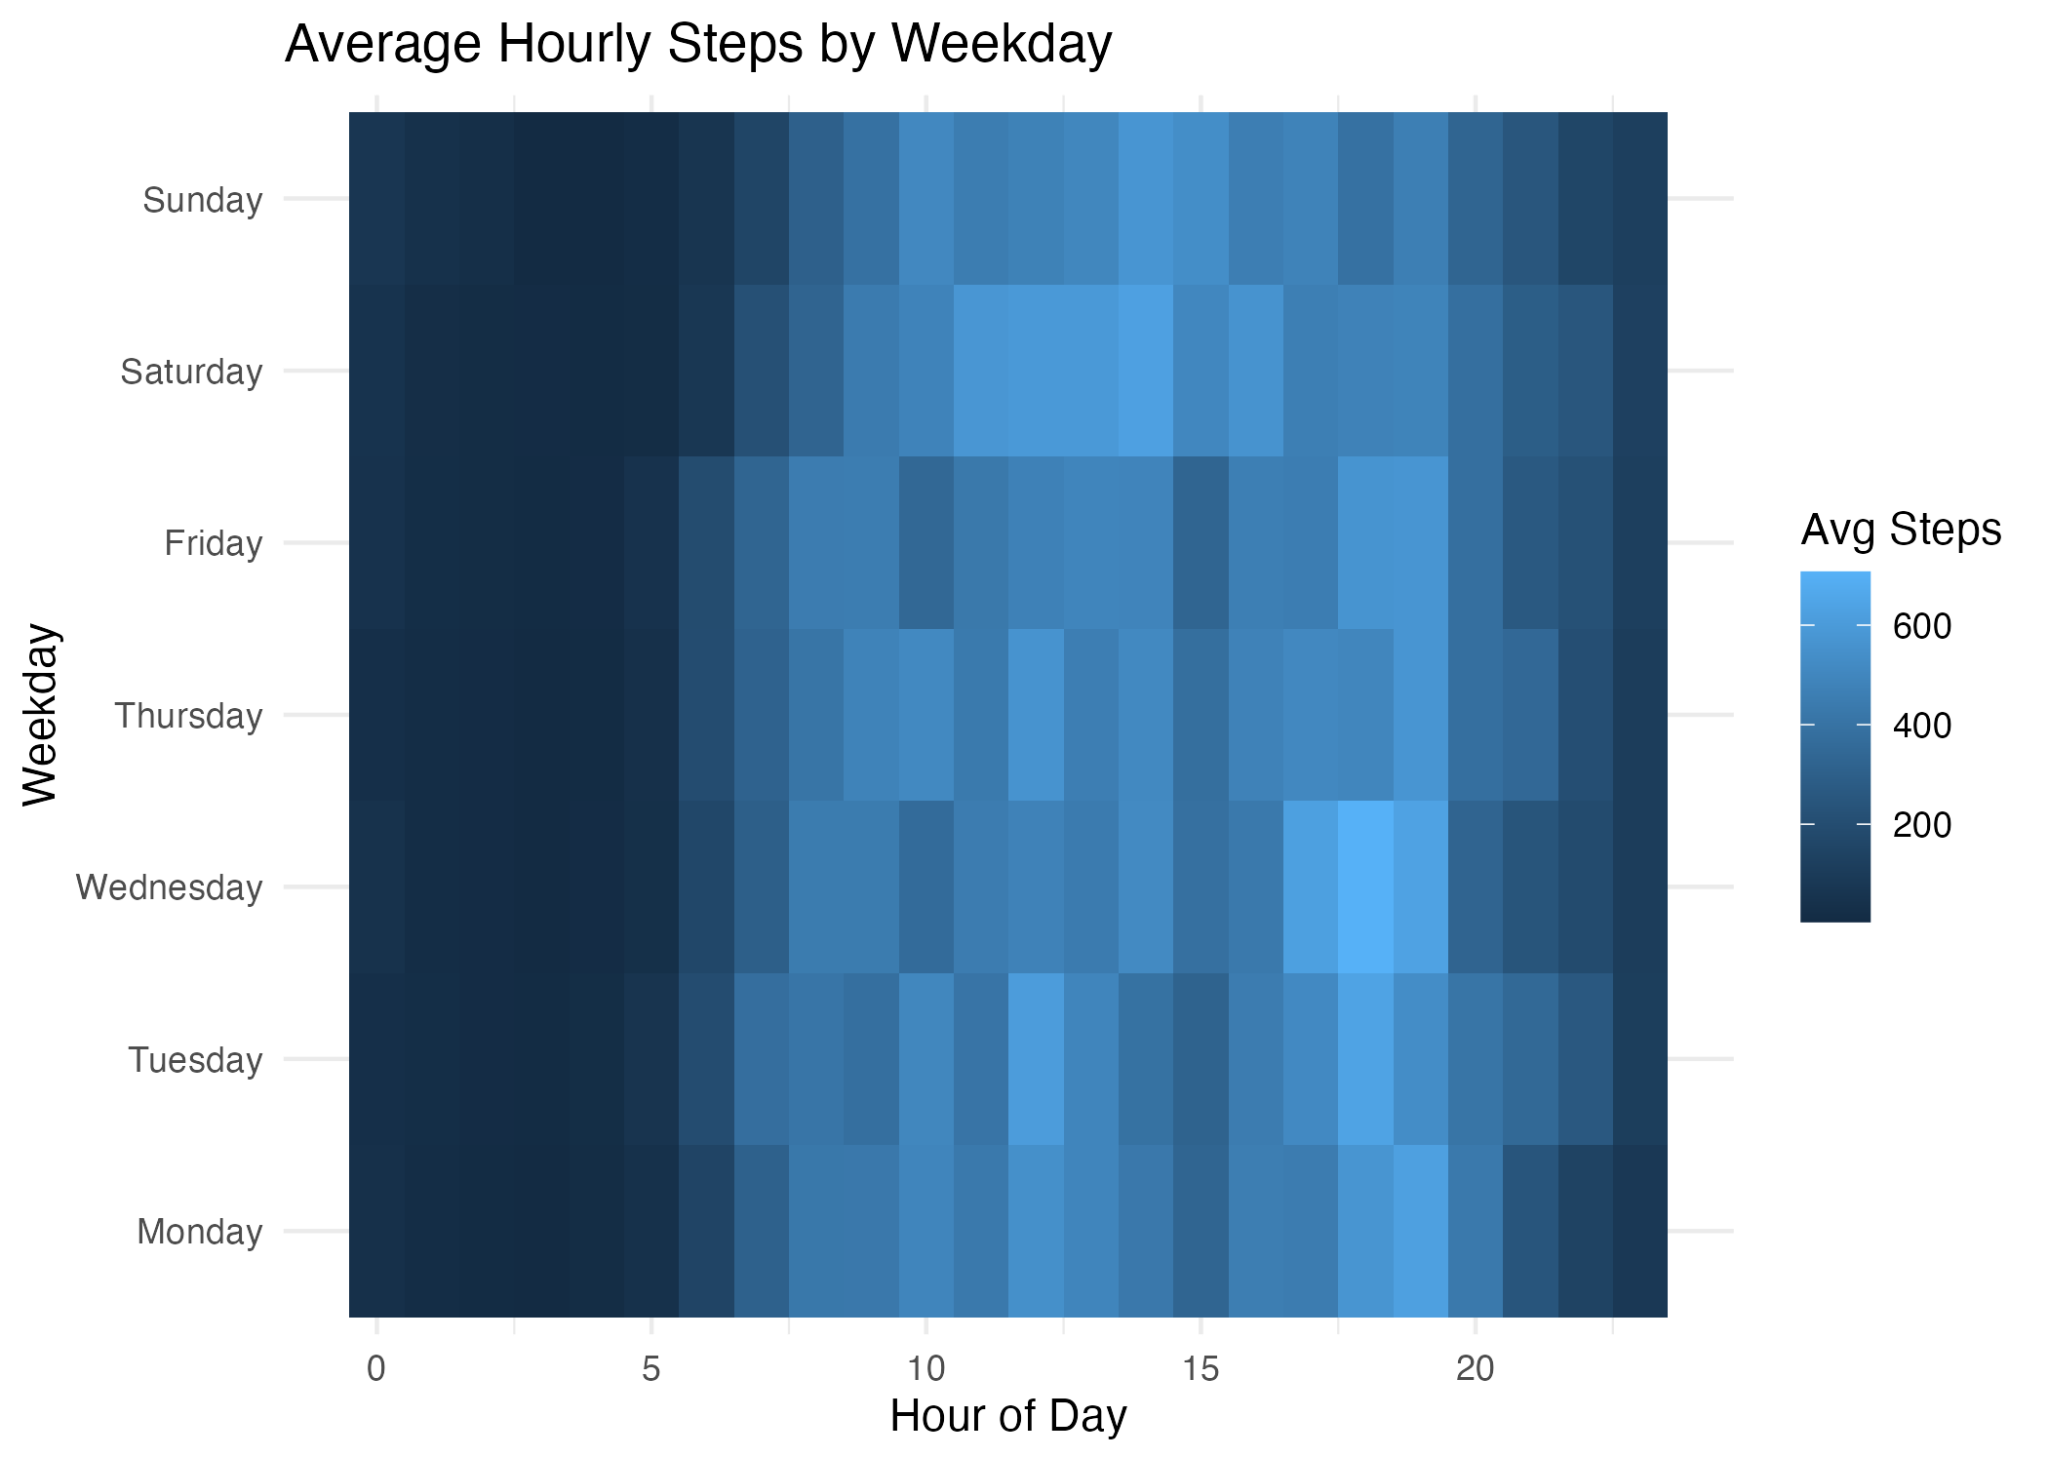 Average Hourly Steps by Weekday
Sunday
Saturday
Friday
Thursday
Wednesday
Tuesday
Monday
Weekday
0 5 10 15 20
Hour of Day
Avg Steps
600
400
200